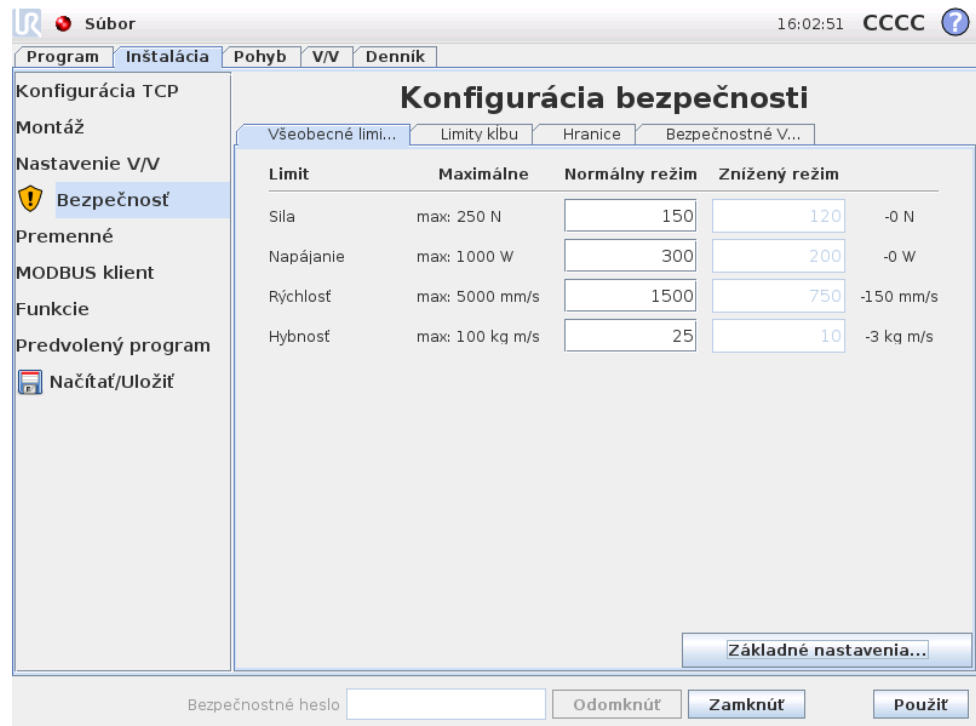 UR Súbor 16:02:51 CCCC ?
Program Inštalácia Pohyb V/V Denník
Konfigurácia TCP
Montáž
Nastavenie V/V
Bezpečnosť
Premenné
MODBUS klient
Funkcie
Predvolený program
Načítať/Uložiť
Konfigurácia bezpečnosti
Všeobecné limi... Limity kĺbu Hranice Bezpečnostné V...
Limit Maximálne Normálny režim Znížený režim
Sila max: 250 N 150 120 -0 N
Napájanie max: 1000 W 300 200 -0 W
Rýchlosť max: 5000 mm/s 1500 750 -150 mm/s
Hybnosť max: 100 kg m/s 25 10 -3 kg m/s
Základné nastavenia...
Bezpečnostné heslo Odomknúť Zamknúť Použiť